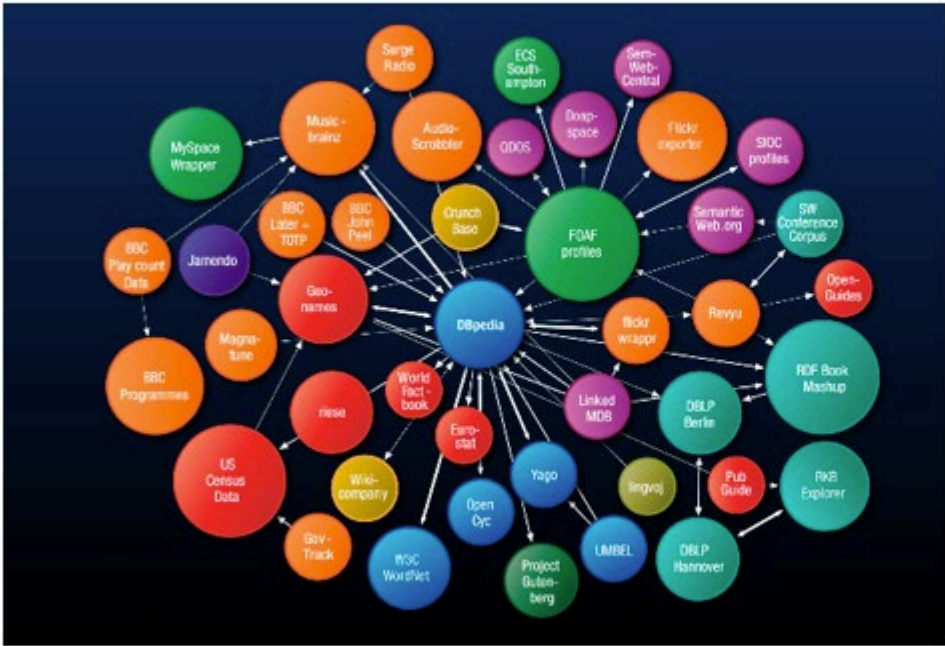 Surge
Radio
ECS
South-
ampton
Sem-
Web-
Central
Music-
brainz
Audio-
Scrobbler
Doap-
space
Flickr
exporter
MySpace
Wrapper
QDOS
SIOC
profiles
BBC
Later +
TOTP
BBC
John
Peel
Crunch
Base
FOAF
profiles
Semantic
Web.org
SW
Conference
Corpus
BBC
Play count
Data
Jamendo
Geo-
names
Open-
Guides
DBpedia
flickr
wrappr
Revyu
Magna-
tune
BBC
Programmes
World
Fact-
book
Linked
MDB
RDF Book
Mashup
riese
DBLP
Berlin
Euro-
stat
US
Census
Data
Wiki-
company
Yago
lingvoj
Pub
Guide
RKB
Explorer
Open
Cyc
Gov-
Track
W3C
WordNet
Project
Guten-
berg
UMBEL
DBLP
Hannover